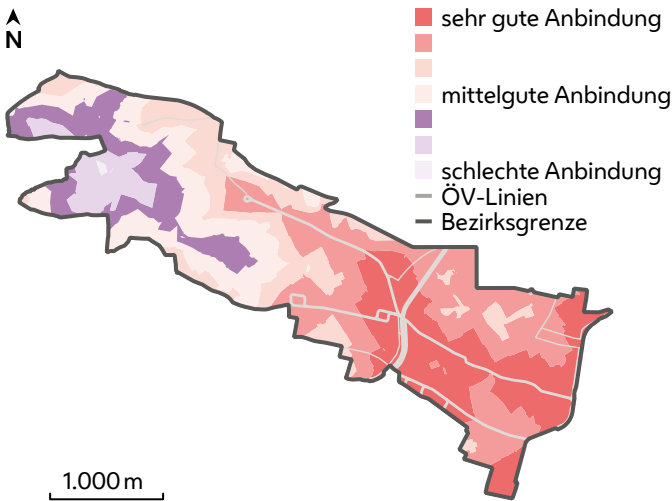 N
sehr gute Anbindung
mittelgute Anbindung
schlechte Anbindung
ÖV-Linien
Bezirksgrenze
1.000 m